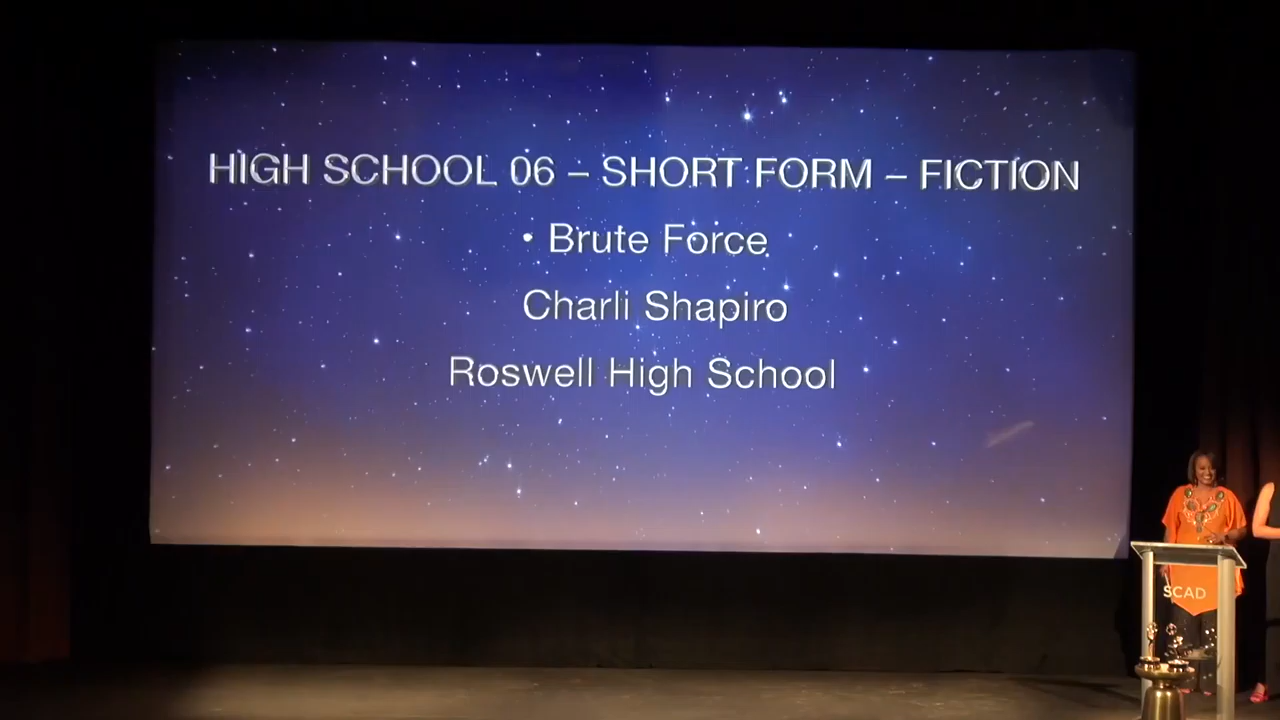 HIGH SCHOOL 06 – SHORT FORM – FICTION
• Brute Force
Charli Shapiro
Roswell High School
SCAD